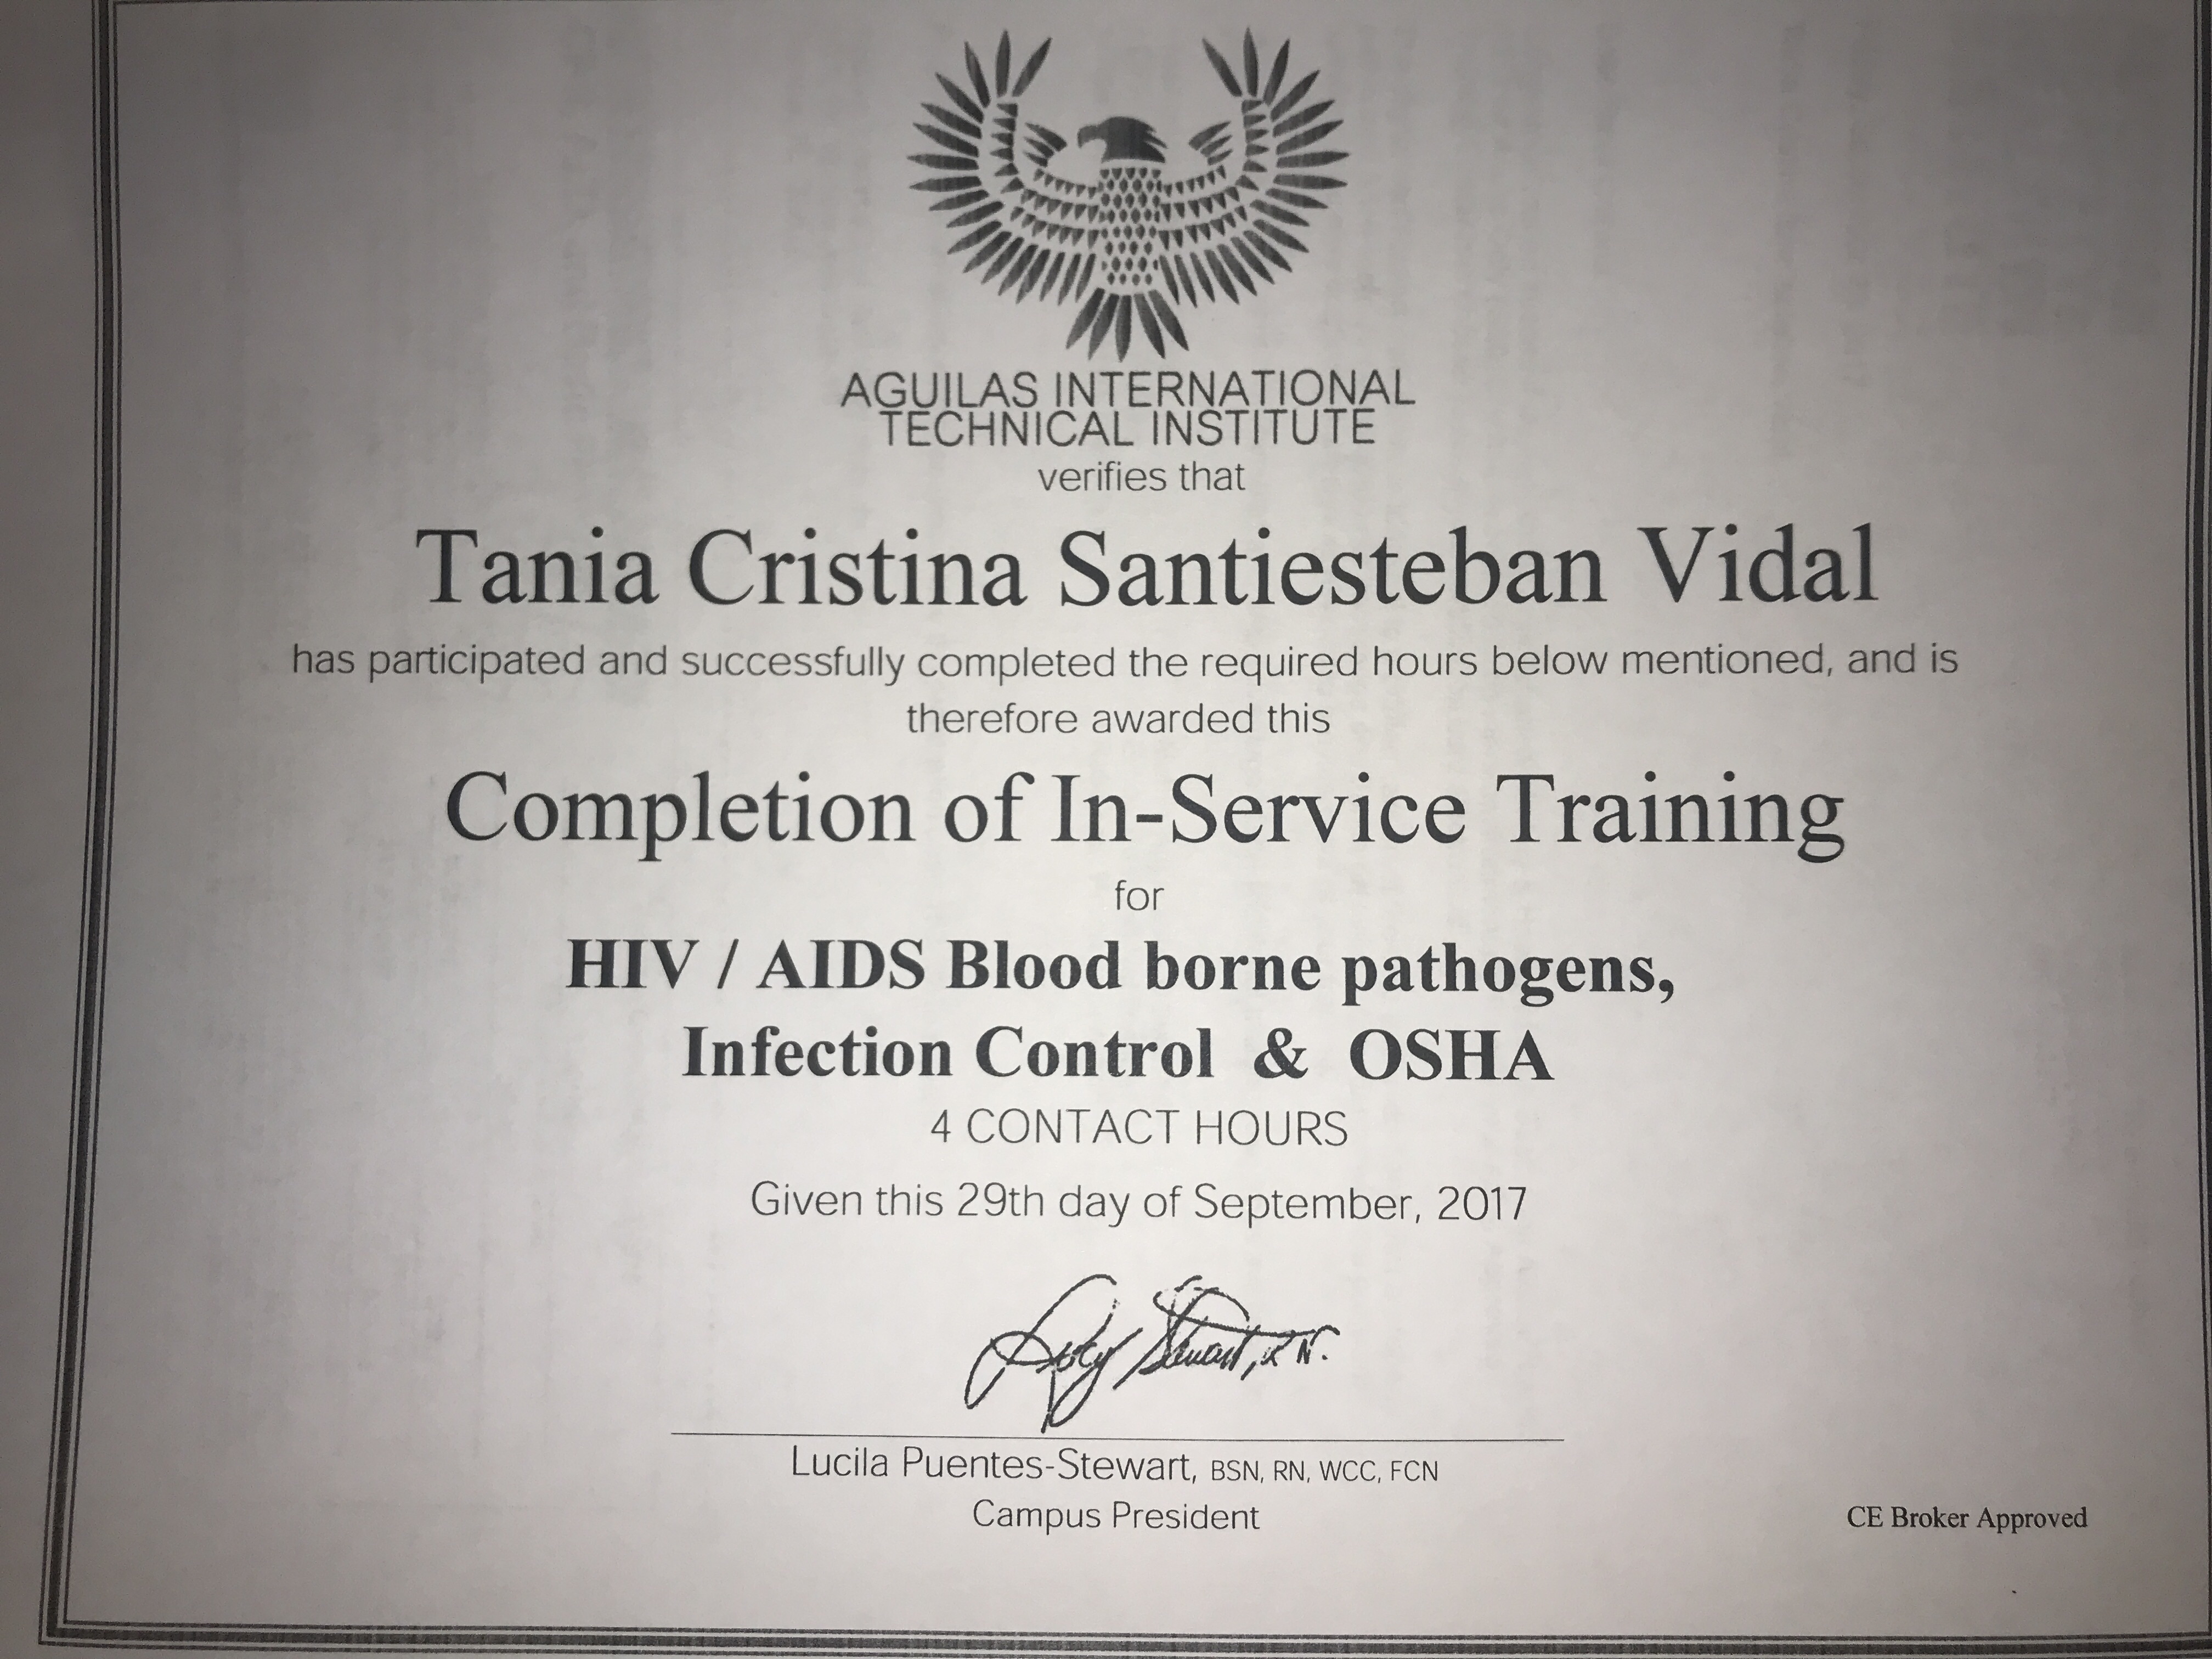 AGUILAS INTERNATIONAL
TECHNICAL INSTITUTE
verifies that
Tania Cristina Santiesteban Vidal
has participated and successfully completed the required hours below mentioned, and is
therefore awarded this
Completion of In-Service Training
for
HIV / AIDS Blood borne pathogens,
Infection Control & OSHA
4 CONTACT HOURS
Given this 29th day of September, 2017
Stewart, RN.
Lucila Puentes-Stewart, BSN, RN, WCC, FCN
Campus President
CE Broker Approved